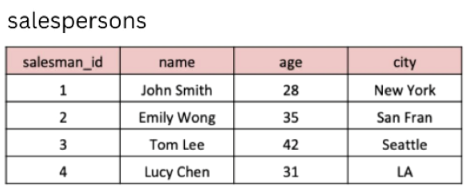 salespersons
salesman_id name age city
1 John Smith 28 New York
2 Emily Wong 35 San Fran
3 Tom Lee 42 Seattle
4 Lucy Chen 31 LA